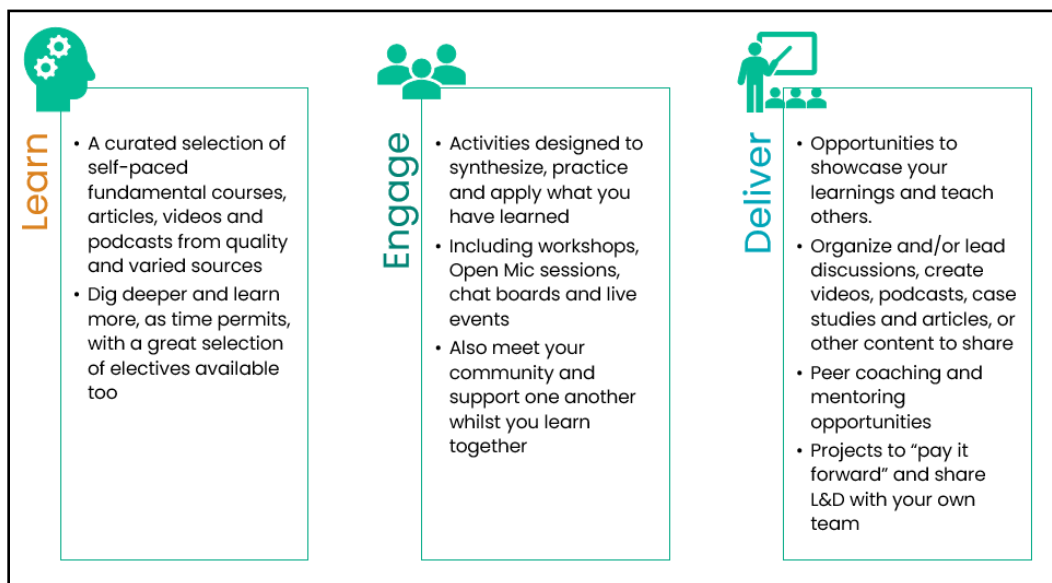 Learn
• A curated selection of
self-paced
fundamental courses,
articles, videos and
podcasts from quality
and varied sources
• Dig deeper and learn
more, as time permits,
with a great selection
of electives available
too
Engage
• Activities designed to
synthesize, practice
and apply what you
have learned
• Including workshops,
Open Mic sessions,
chat boards and live
events
• Also meet your
community and
support one another
whilst you learn
together
Deliver
• Opportunities to
showcase your
learnings and teach
others.
• Organize and/or lead
discussions, create
videos, podcasts, case
studies and articles, or
other content to share
• Peer coaching and
mentoring
opportunities
• Projects to “pay it
forward” and share
L&D with your own
team